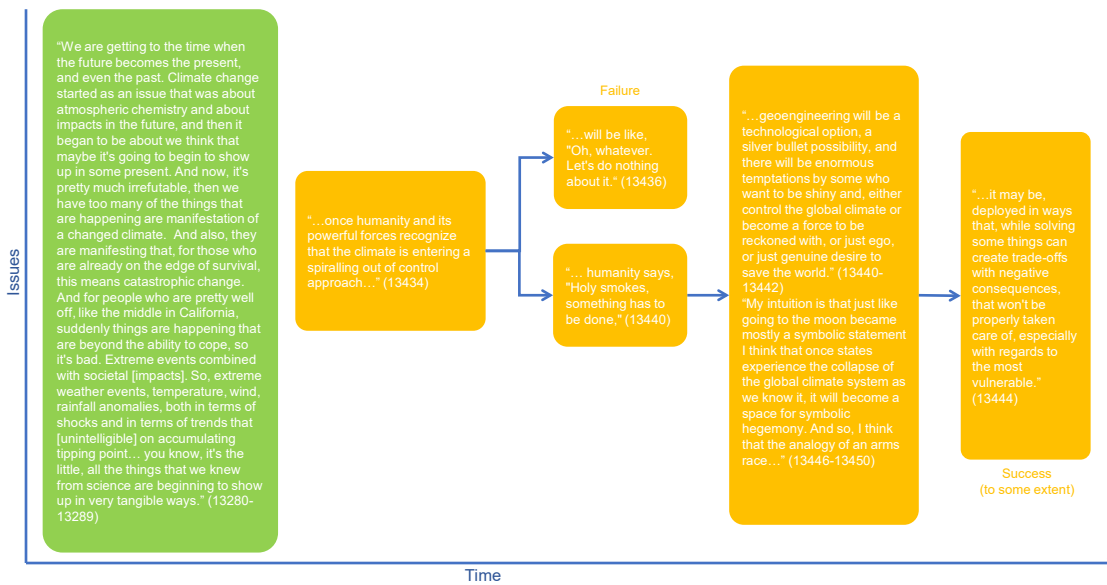 Issues
“We are getting to the time when
the future becomes the present,
and even the past. Climate change
started as an issue that was about
atmospheric chemistry and about
impacts in the future, and then it
began to be about we think that
maybe it's going to begin to show
up in some present. And now, it's
pretty much irrefutable, then we
have too many of the things that
are happening are manifestation of
a changed climate. And also, they
are manifesting that, for those who
are already on the edge of survival,
this means catastrophic change.
And for people who are pretty well
off, like the middle in California,
suddenly things are happening that
are beyond the ability to cope, so
it's bad. Extreme events combined
with societal [impacts]. So, extreme
weather events, temperature, wind,
rainfall anomalies, both in terms of
shocks and in terms of trends that
[unintelligible] on accumulating
tipping point… you know, it's the
little, all the things that we knew
from science are beginning to show
up in very tangible ways.” (13280-
13289)
“…once humanity and its
powerful forces recognize
that the climate is entering a
spiralling out of control
approach…” (13434)
Failure
“…will be like,
"Oh, whatever.
Let's do nothing
about it.” (13436)
“… humanity says,
"Holy smokes,
something has to
be done,” (13440)
“…geoengineering will be a
technological option, a
silver bullet possibility, and
there will be enormous
temptations by some who
want to be shiny and, either
control the global climate or
become a force to be
reckoned with, or just ego,
or just genuine desire to
save the world.” (13440-
13442)
“My intuition is that just like
going to the moon became
mostly a symbolic statement
I think that once states
experience the collapse of
the global climate system as
we know it, it will become a
space for symbolic
hegemony. And so, I think
that the analogy of an arms
race…” (13446-13450)
“…it may be,
deployed in ways
that, while solving
some things can
create trade-offs
with negative
consequences,
that won't be
properly taken
care of, especially
with regards to
the most
vulnerable.”
(13444)
Success
(to some extent)
Time